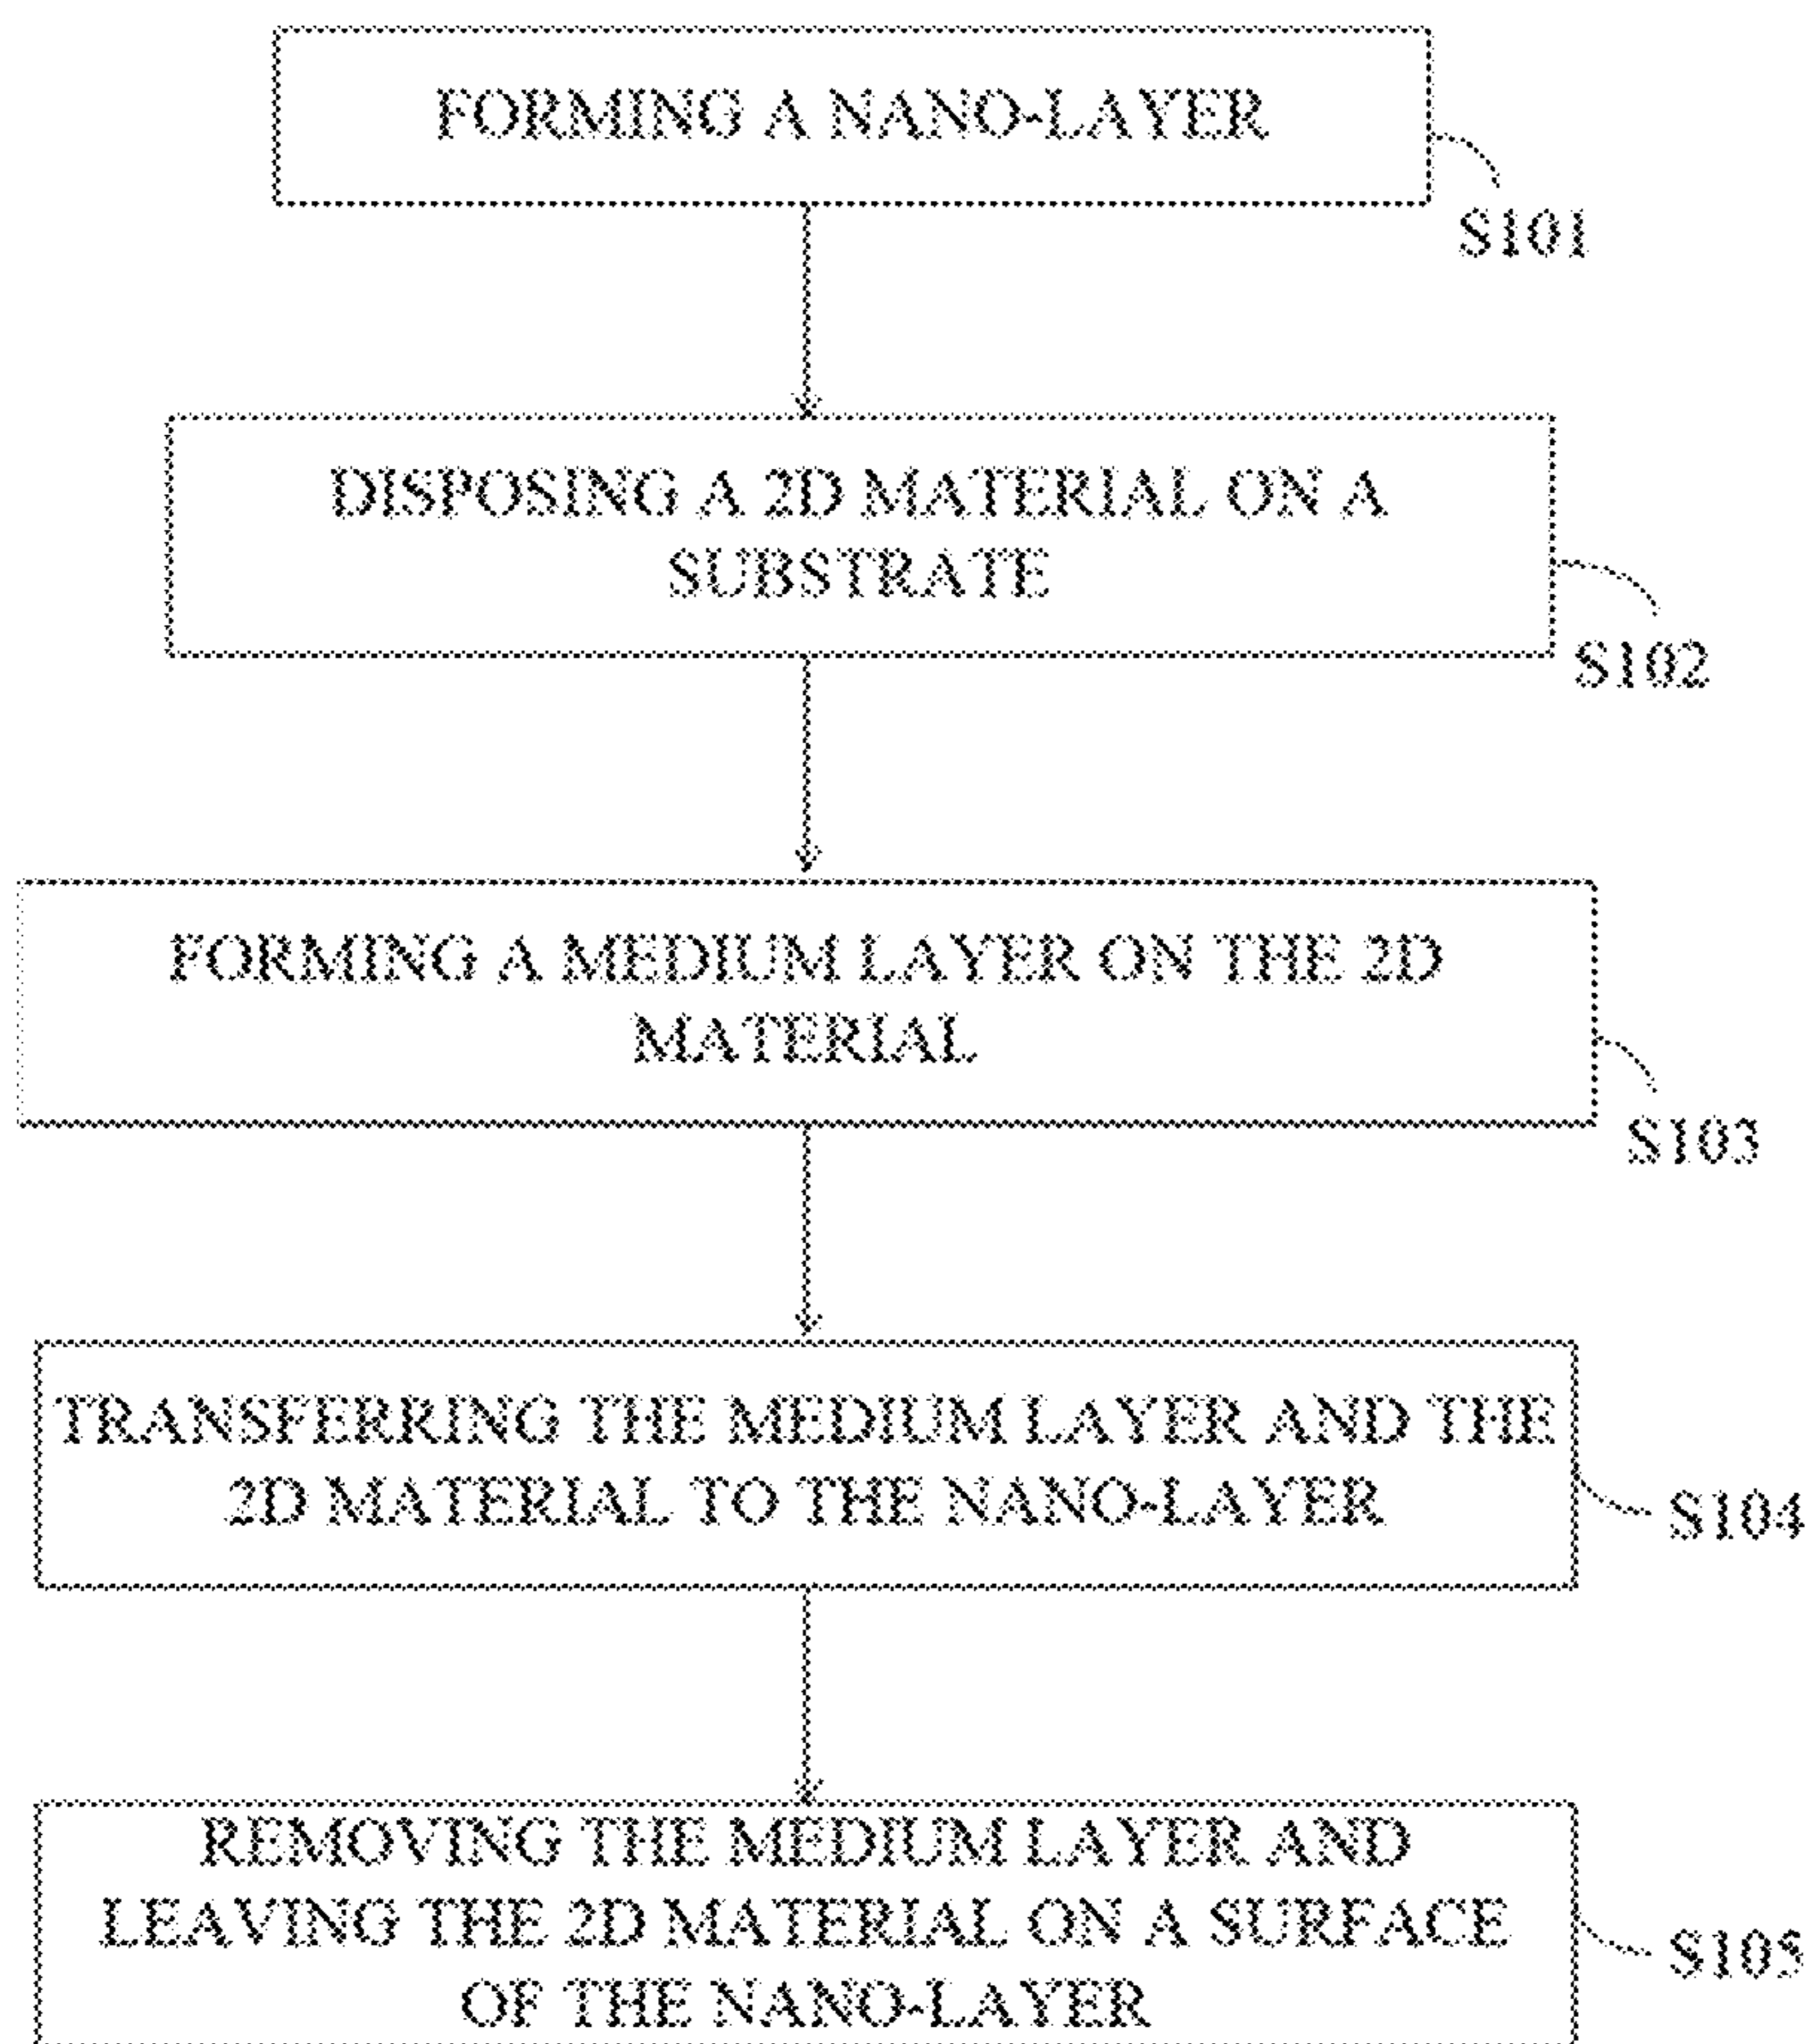 FORMING A NANO-LAYER
S101
DISPOSING A 2D MATERIAL ON A
SUBSTRATE
S102
FORMING A MEDIUM LAYER ON THE 2D
MATERIAL
S103
TRANSFERRING THE MEDIUM LAYER AND THE
2D MATERIAL TO THE NANO-LAYER
S104
REMOVING THE MEDIUM LAYER AND
LEAVING THE 2D MATERIAL ON A SURFACE
OF THE NANO-LAYER
S105